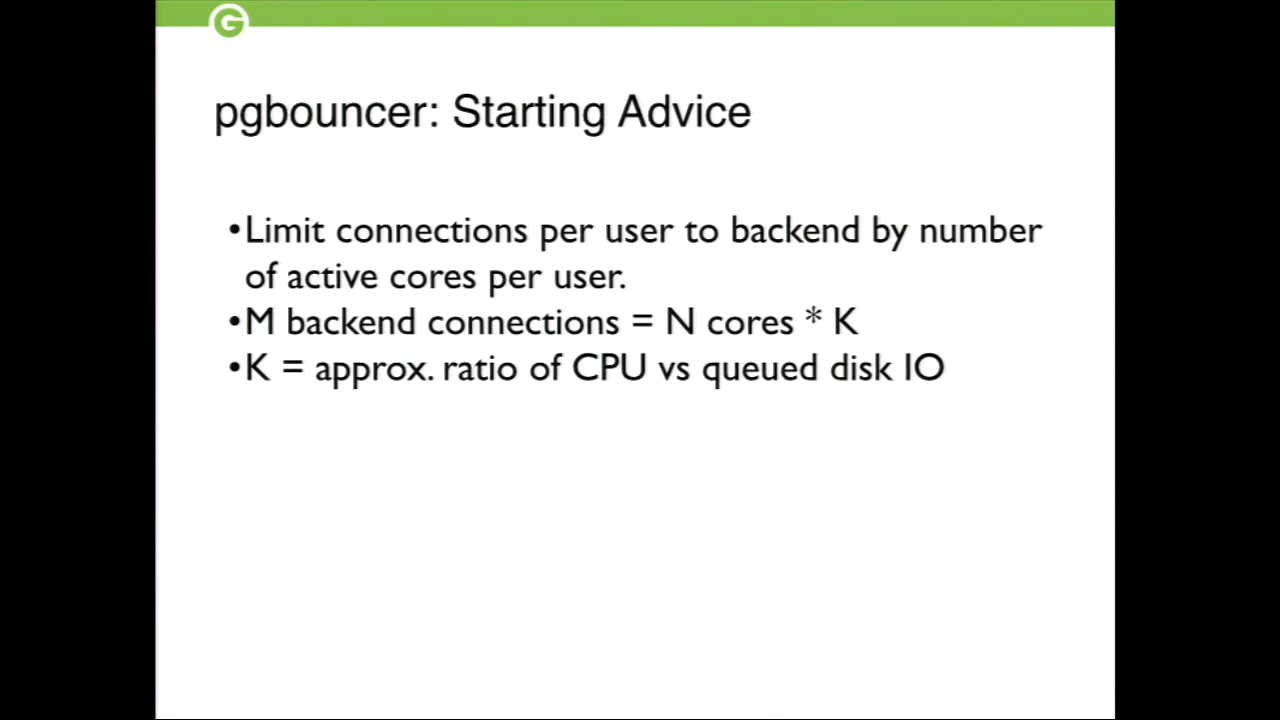 G
pgbouncer: Starting Advice
•Limit connections per user to backend by number
of active cores per user.
•M backend connections = N cores * K
•K = approx. ratio of CPU vs queued disk IO